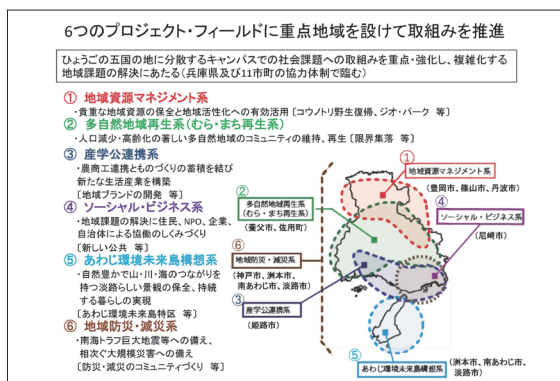 6つのプロジェクト・フィールドに重点地域を設けて取組みを推進
ひょうごの五国の地に分散するキャンパスでの社会課題への取組みを重点・強化し、複雑化する
地域課題の解決にあたる(兵庫県及び11市町の協力体制で臨む)
① 地域資源マネジメント系
・貴重な地域資源の保全と地域活性化への有効活用［コウノトリ野生復帰、ジオ・パーク 等］
② 多自然地域再生系(むら・まち再生系)
・人口減少・高齢化の著しい多自然地域のコミュニティの維持、再生［限界集落 等］
③ 産学公連携系
・農商工連携とものづくりの蓄積を結び
新たな生活産業を構築
［地域ブランドの開発 等］
④ ソーシャル・ビジネス系
・地域課題の解決に住民、NPO、企業、
自治体による協働のしくみづくり
［新しい公共 等］
⑤ あわじ環境未来島構想系
・自然豊かで山・川・海のつながりを
持つ淡路らしい景観の保全、持続
する暮らしの実現
［あわじ環境未来島特区 等］
⑥ 地域防災・減災系
・南海トラフ巨大地震等への備え、
相次ぐ大規模災害への備え
［防災・減災のコミュニティづくり 等］
①
地域資源マネジメント系
(豊岡市、篠山市、丹波市)
②
多自然地域再生系
(むら・まち再生系)
(養父市、佐用町)
④
ソーシャル・ビジネス系
(尼崎市)
⑥
地域防災・減災系
(神戸市、洲本市、
南あわじ市、淡路市)
③
産学公連携系
(姫路市)
⑤
あわじ環境未来島構想系
(洲本市、南あわじ市、
淡路市)